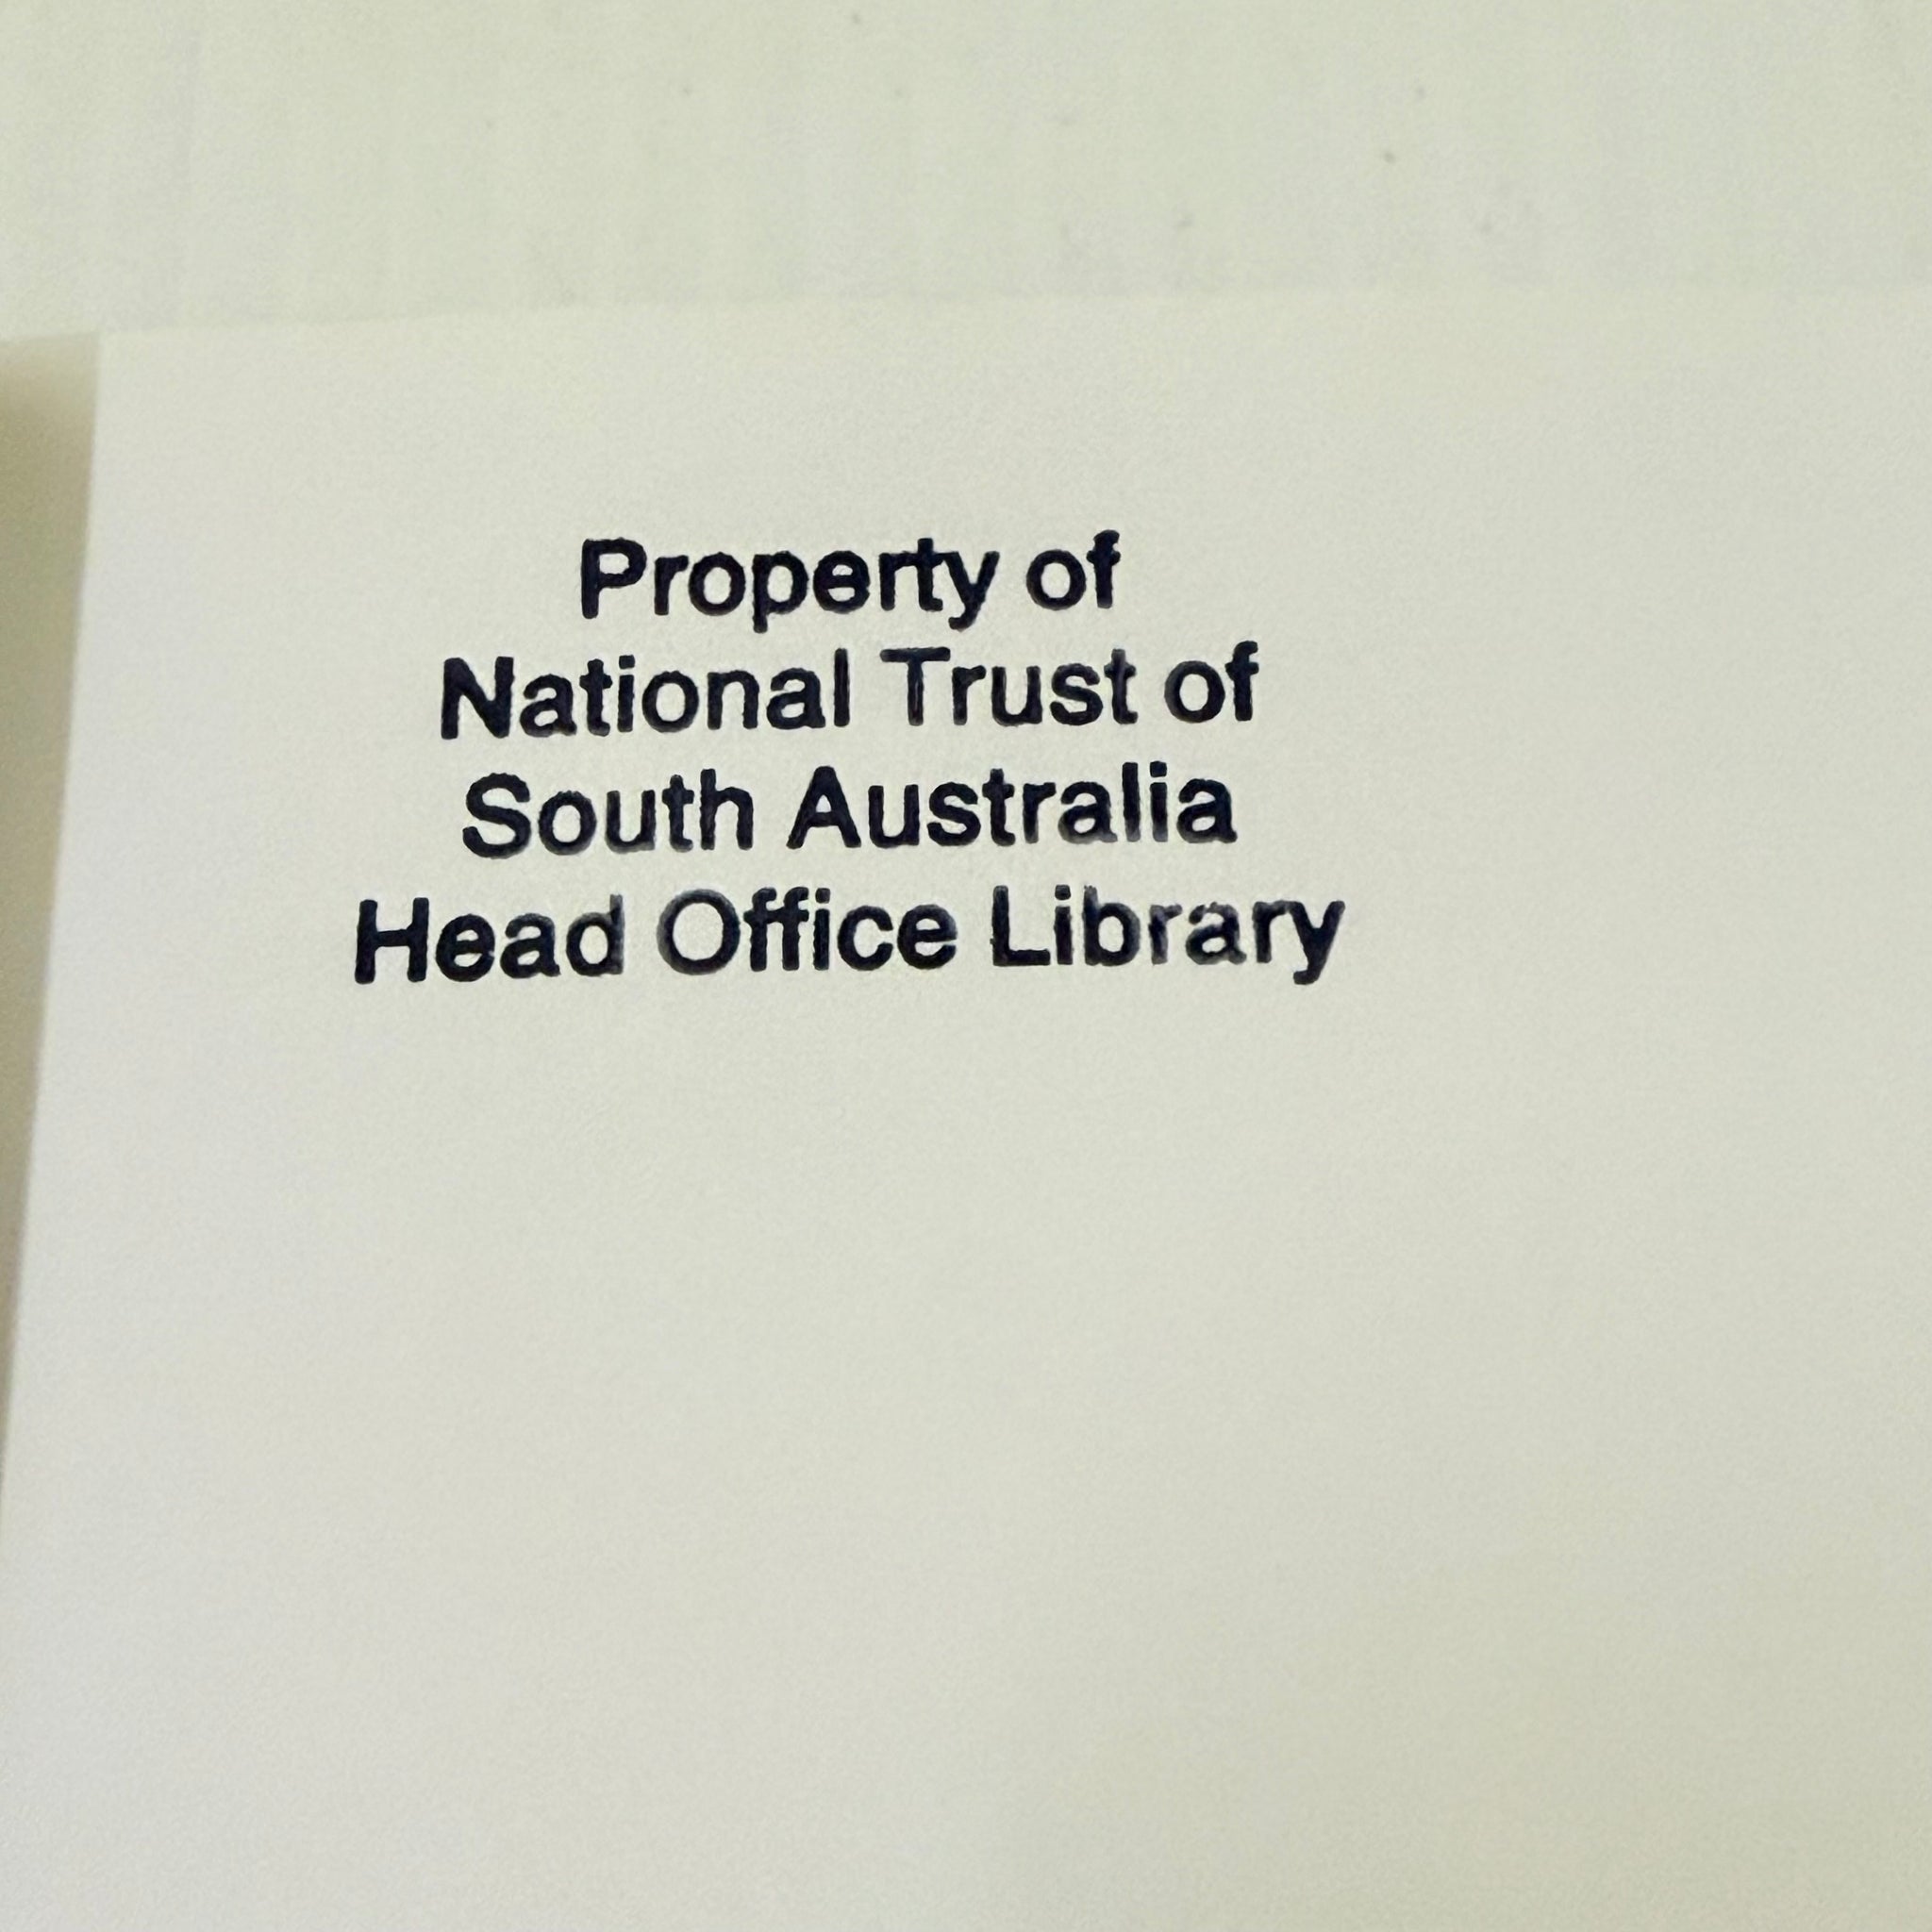 Property of
National Trust of
South Australia
Head Office Library